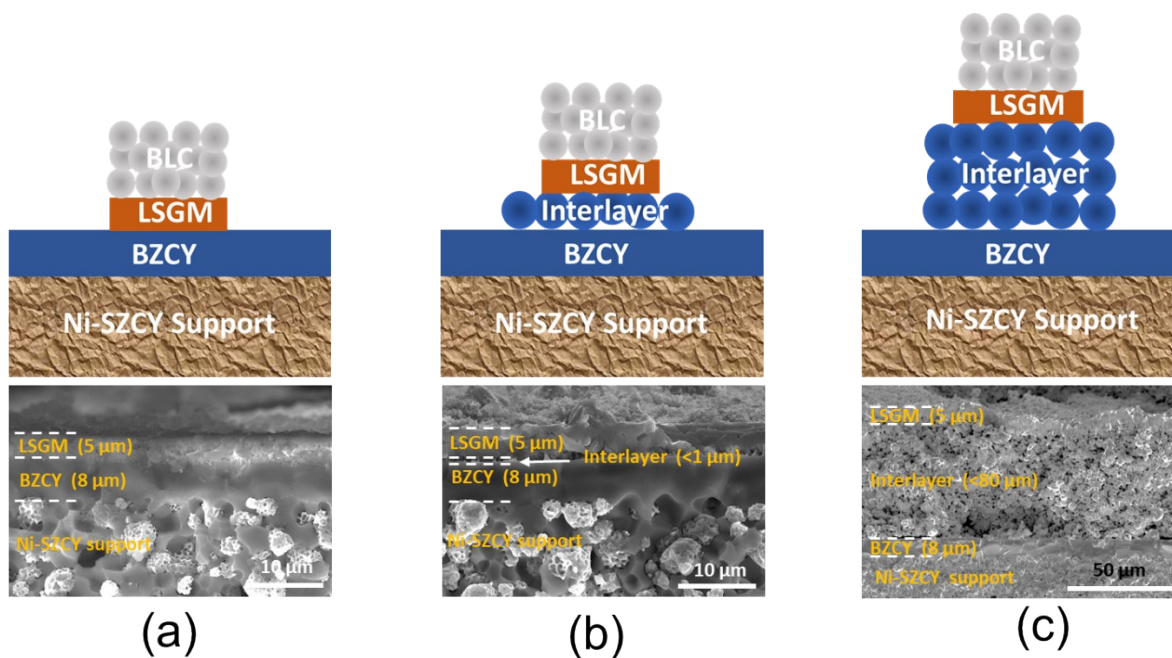 BLC
LSGM
BZCY
Ni-SZCY Support
LSGM (5 μm)
BZCY (8 μm)
Ni-SZCY support
10 μm
(a)
BLC
LSGM
Interlayer
BZCY
Ni-SZCY Support
LSGM (5 μm)
Interlayer (<1 μm)
BZCY (8 μm)
Ni-SZCY support
10 μm
(b)
BLC
LSGM
Interlayer
BZCY
Ni-SZCY Support
LSGM (5 μm)
Interlayer (<80 μm)
BZCY (8 μm)
Ni-SZCY support
50 μm
(c)